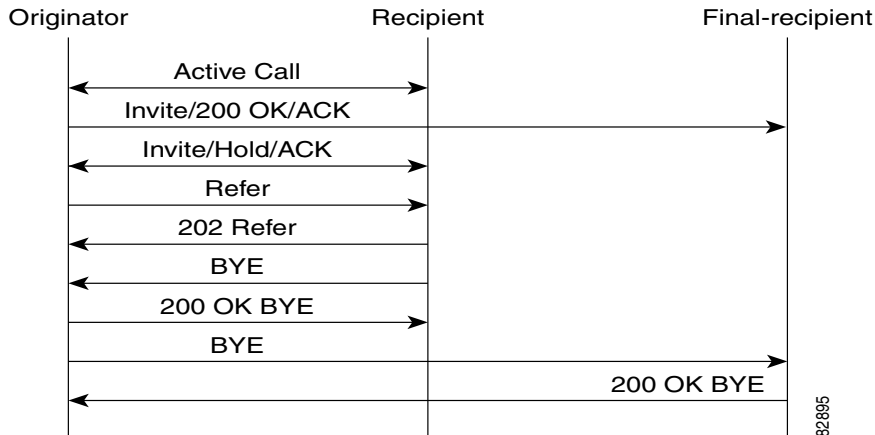 Originator Recipient Final-recipient
Active Call
Invite/200 OK/ACK
Invite/Hold/ACK
Refer
202 Refer
BYE
200 OK BYE
BYE
200 OK BYE
82895